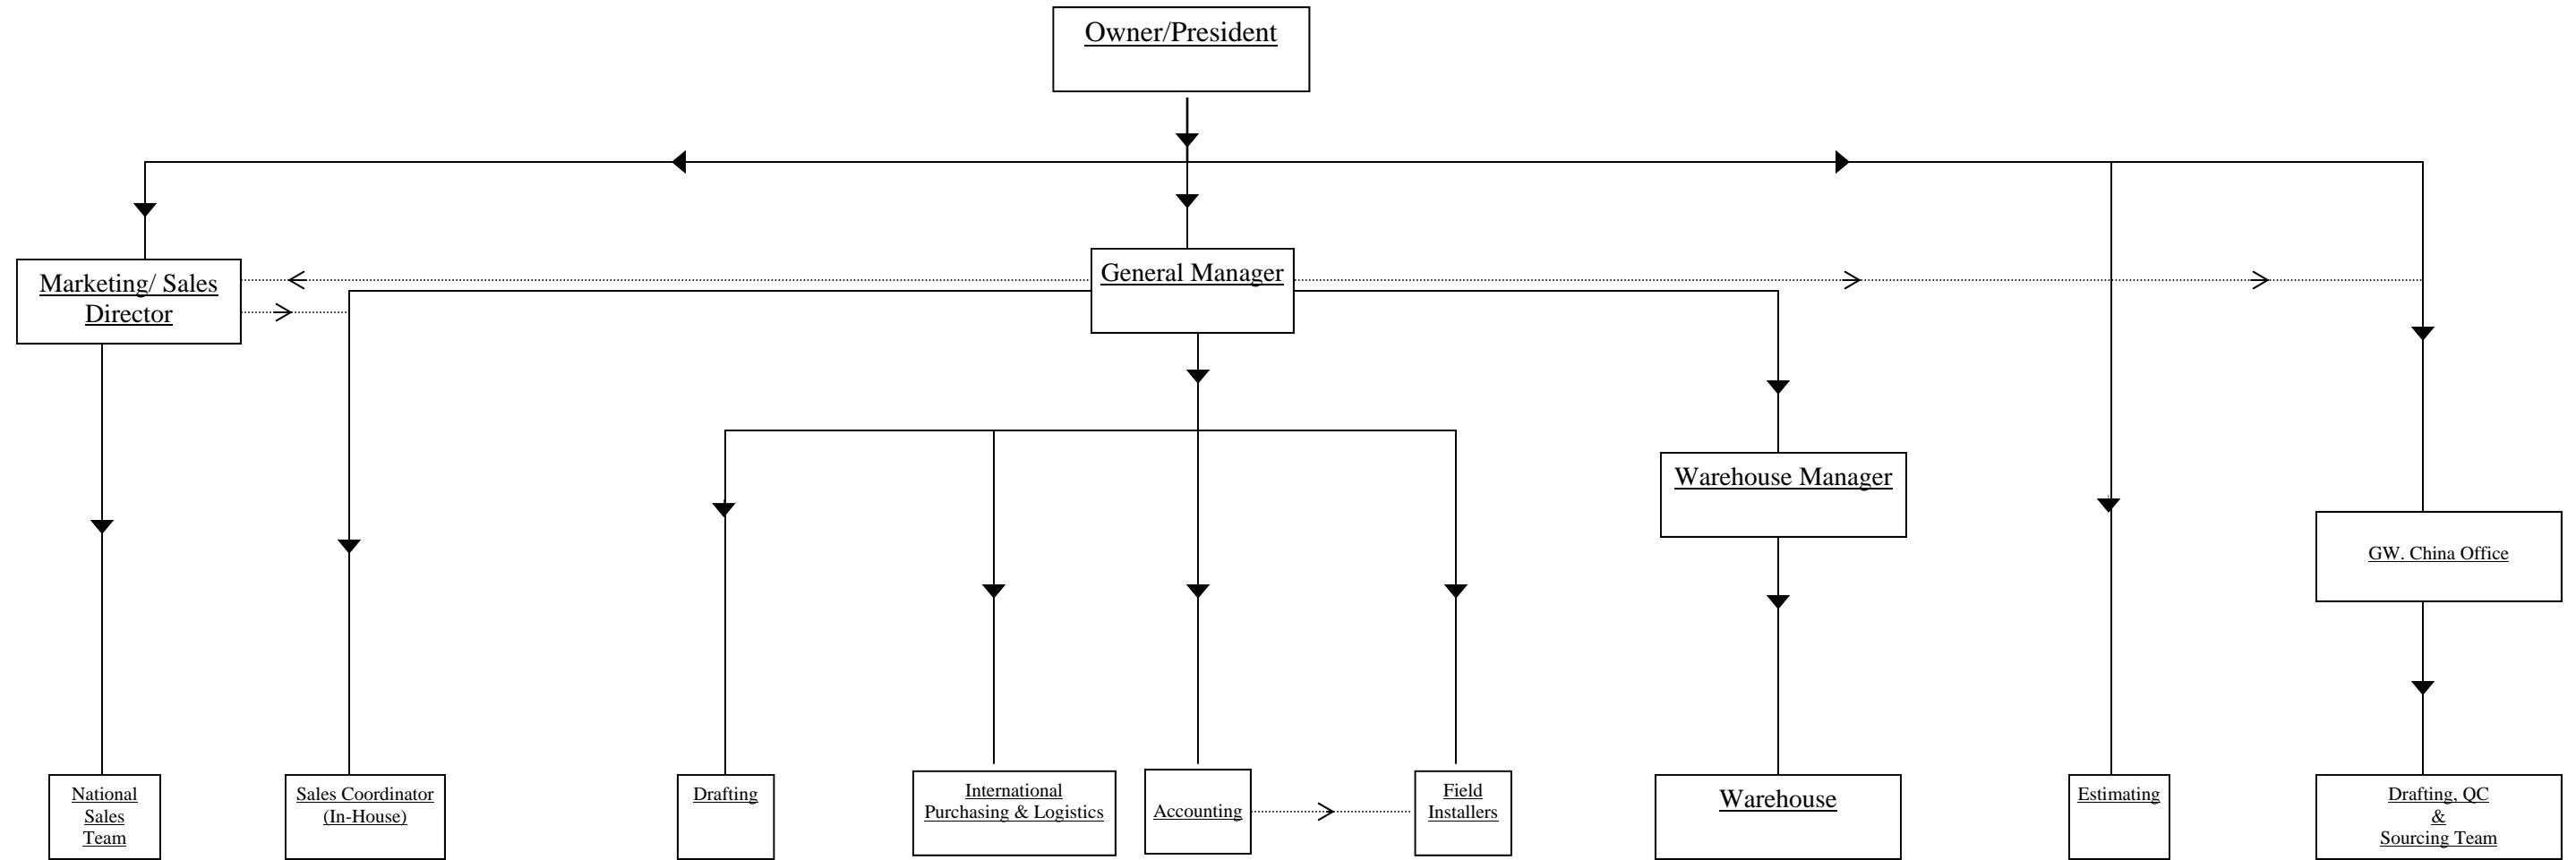 Owner/President
Marketing/ Sales
Director
General Manager
Warehouse Manager
GW. China Office
National
Sales
Team
Sales Coordinator
(In-House)
Drafting
International
Purchasing & Logistics
Accounting
Field
Installers
Warehouse
Estimating
Drafting, QC
&
Sourcing Team